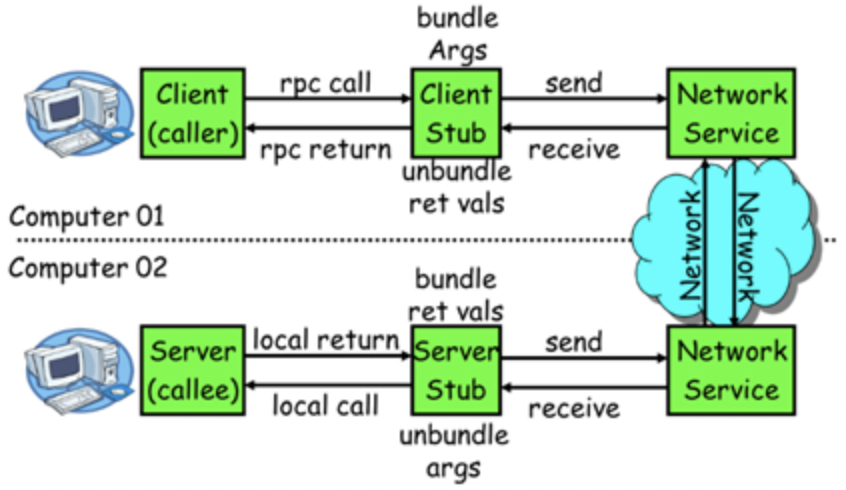 bundle
Args
Client
(caller)
rpc call
rpc return
Client
Stub
send
receive
Network
Service
unbundle
ret vals
Computer 01
Network
Network
Computer 02
bundle
ret vals
Server
(callee)
local return
local call
Server
Stub
send
receive
Network
Service
unbundle
args